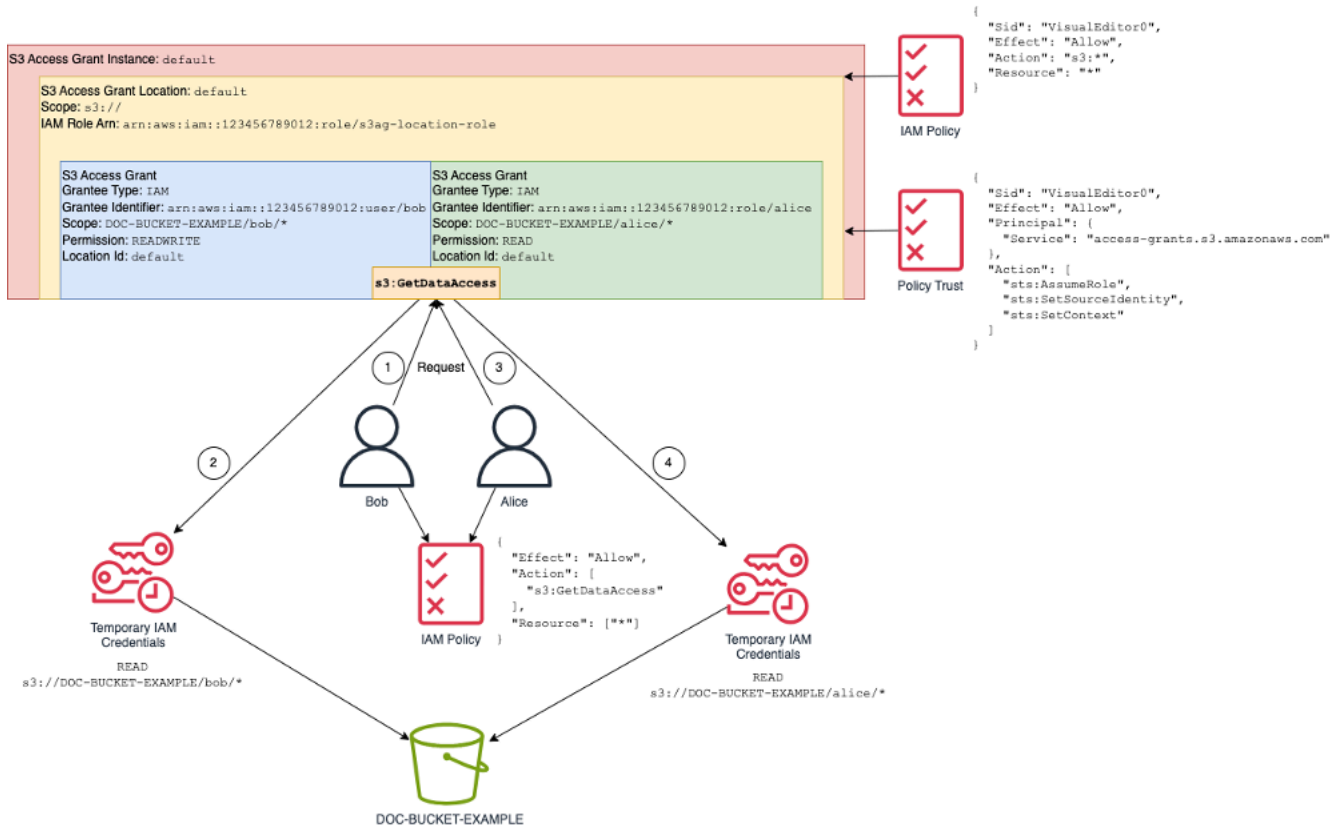 S3 Access Grant Instance: default
S3 Access Grant Location: default
Scope: s3://
IAM Role Arn: arn:aws:iam::123456789012:role/s3ag-location-role
S3 Access Grant
Grantee Type: IAM
Grantee Identifier: arn:aws:iam::123456789012:user/bob
Scope: DOC-BUCKET-EXAMPLE/bob/*
Permission: READWRITE
Location Id: default
S3 Access Grant
Grantee Type: IAM
Grantee Identifier: arn:aws:iam::123456789012:role/alice
Scope: DOC-BUCKET-EXAMPLE/alice/*
Permission: READ
Location Id: default
s3:GetDataAccess
{
"Sid": "VisualEditor0",
"Effect": "Allow",
"Action": "s3:*",
"Resource": "*"
}
IAM Policy
{
"Sid": "VisualEditor0",
"Effect": "Allow",
"Principal": {
"Service": "access-grants.s3.amazonaws.com"
},
"Action": [
"sts:AssumeRole",
"sts:SetSourceIdentity",
"sts:SetContext"
]
}
Policy Trust
1
Request
3
2
4
Bob
Alice
{
"Effect": "Allow",
"Action": [
"s3:GetDataAccess"
],
"Resource": ["*"]
}
IAM Policy
Temporary IAM
Credentials
READ
s3://DOC-BUCKET-EXAMPLE/bob/*
Temporary IAM
Credentials
READ
s3://DOC-BUCKET-EXAMPLE/alice/*
DOC-BUCKET-EXAMPLE